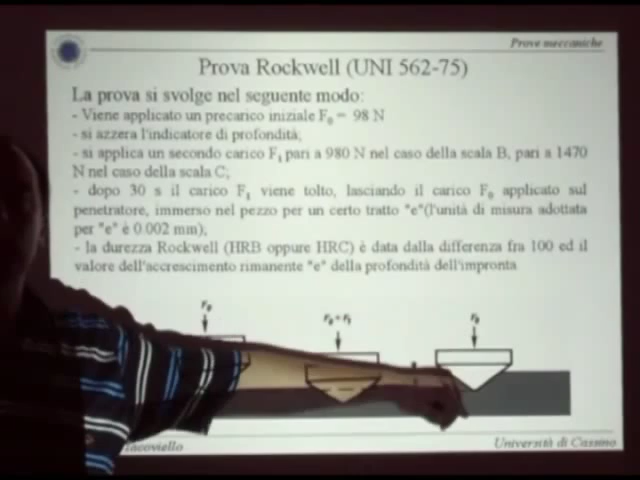 Prove meccaniche
Prova Rockwell (UNI 562-75)
La prova si svolge nel seguente modo:
- Viene applicato un precarico iniziale F0 = 98 N
- si azzera l'indicatore di profondità;
- si applica un secondo carico F1 pari a 980 N nel caso della scala B, pari a 1470
N nel caso della scala C;
- dopo 30 s il carico F1 viene tolto, lasciando il carico F0 applicato sul
penetratore, immerso nel pezzo per un certo tratto "e"(l'unità di misura adottata
per "e" è 0.002 mm);
- la durezza Rockwell (HRB oppure HRC) è data dalla differenza fra 100 ed il
valore dell'accrescimento rimanente "e" della profondità dell'impronta
F0
F0 + F1
F0
Iacoviello
Università di Cassino